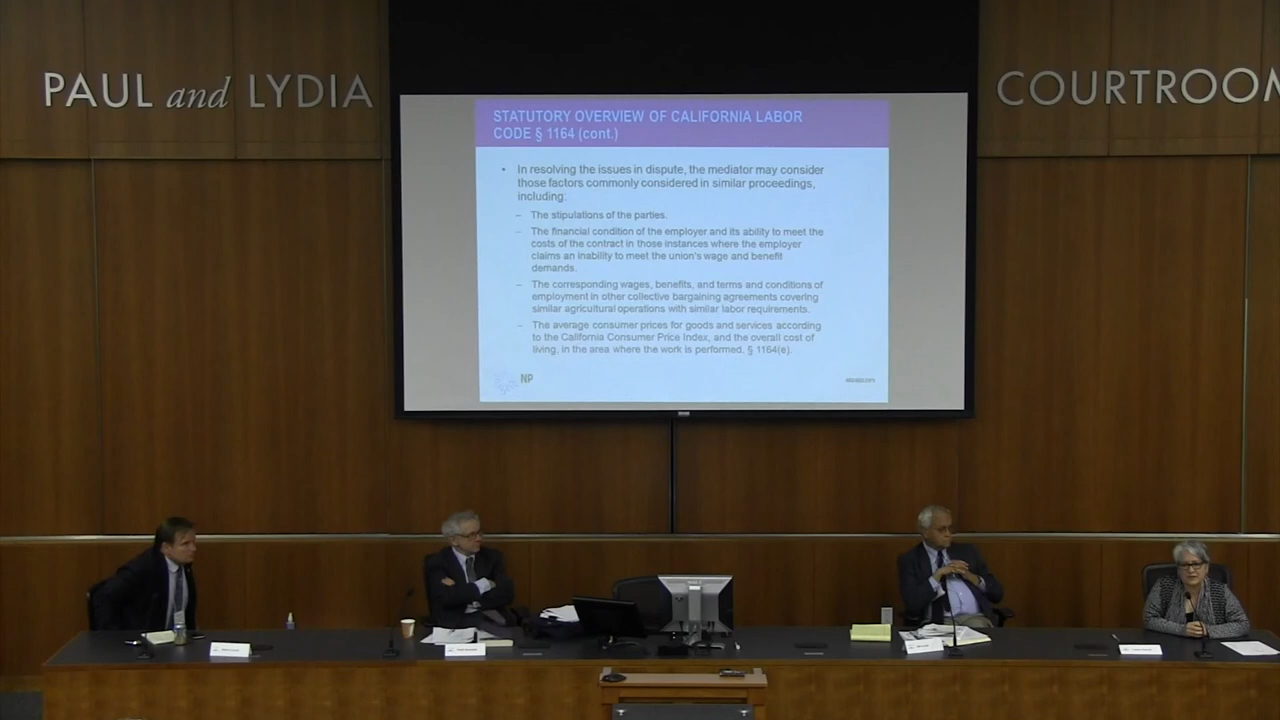 PAUL and LYDIA
COURTROOM
STATUTORY OVERVIEW OF CALIFORNIA LABOR
CODE § 1164 (cont.)
• In resolving the issues in dispute, the mediator may consider
those factors commonly considered in similar proceedings,
including:
– The stipulations of the parties.
– The financial condition of the employer and its ability to meet the
costs of the contract in those instances where the employer
claims an inability to meet the union's wage and benefit
demands.
– The corresponding wages, benefits, and terms and conditions of
employment in other collective bargaining agreements covering
similar agricultural operations with similar labor requirements.
– The average consumer prices for goods and services according
to the California Consumer Price Index, and the overall cost of
living, in the area where the work is performed. § 1164(e).
NP